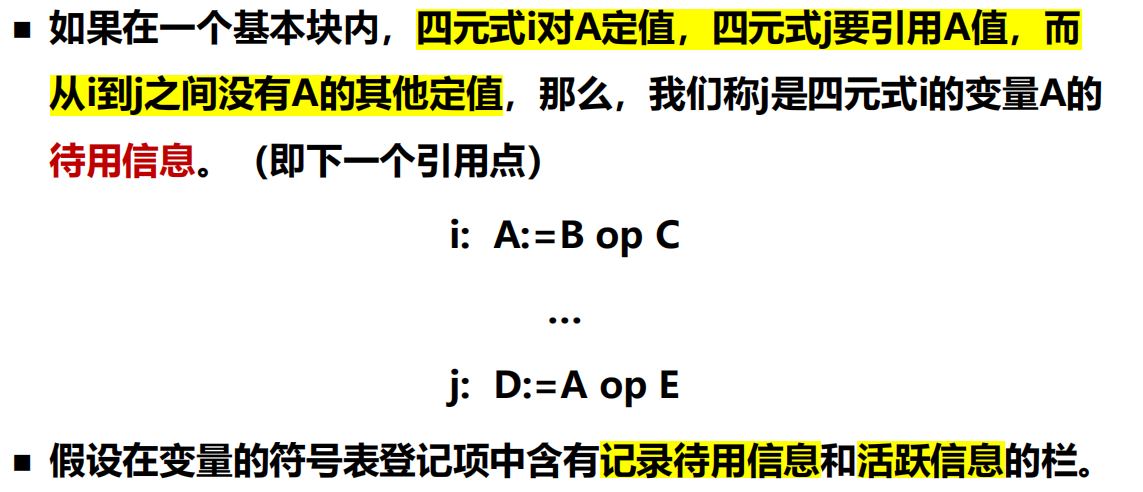 ▪ 如果在一个基本块内，四元式i对A定值，四元式j要引用A值，而
从i到j之间没有A的其他定值，那么，我们称j是四元式i的变量A的
待用信息。（即下一个引用点）
i: A:=B op C
…
j: D:=A op E
▪ 假设在变量的符号表登记项中含有记录待用信息和活跃信息的栏。